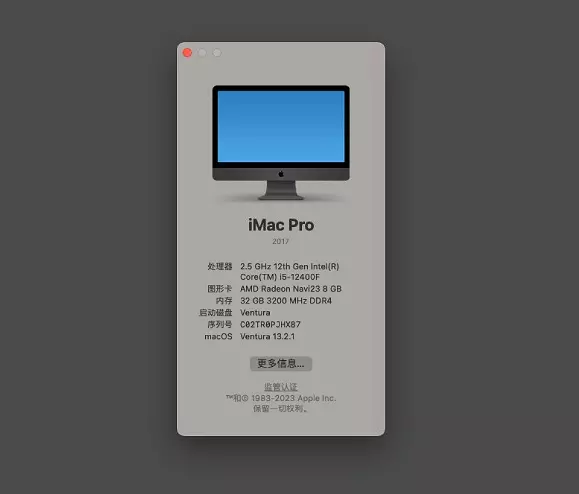 iMac Pro
2017
处理器 2.5 GHz 12th Gen Intel(R)
Core(TM) i5-12400F
图形卡 AMD Radeon Navi23 8 GB
内存 32 GB 3200 MHz DDR4
启动磁盘 Ventura
序列号 C02TR0PJHX87
macOS Ventura 13.2.1
更多信息...
监管认证
™和© 1983-2023 Apple Inc.
保留一切权利。